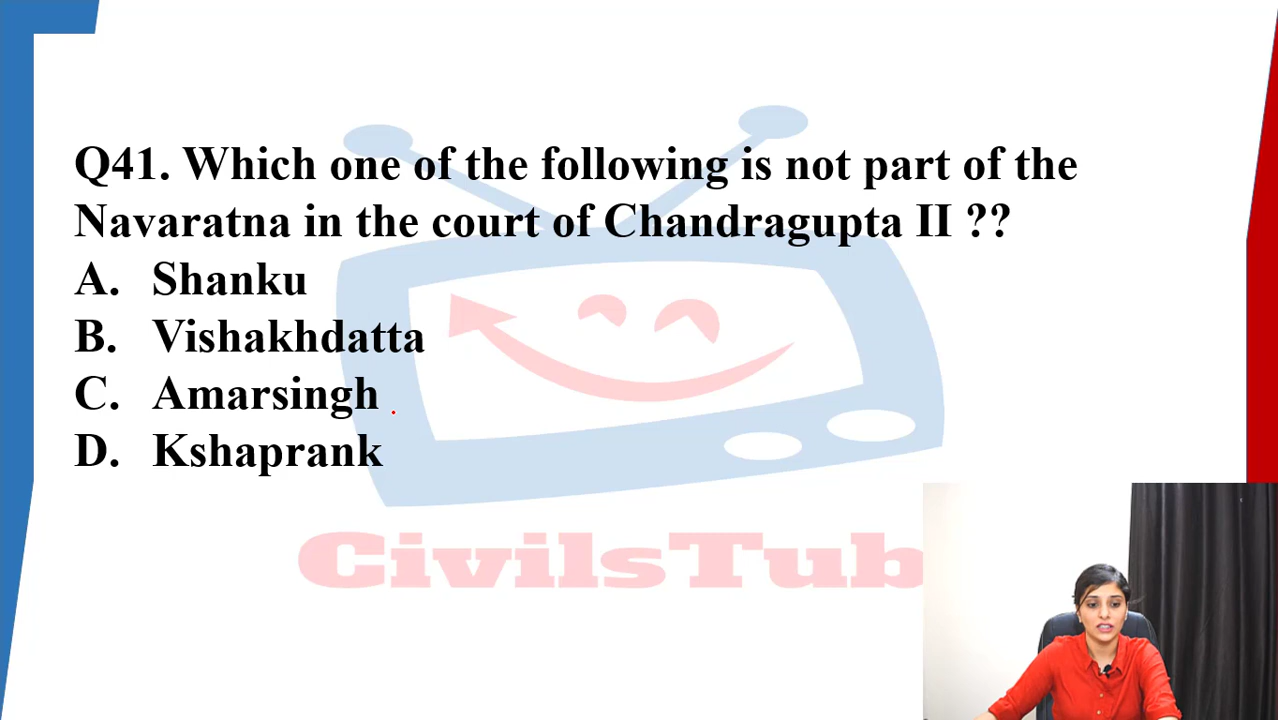 Q41. Which one of the following is not part of the
Navaratna in the court of Chandragupta II ??
A. Shanku
B. Vishakhdatta
C. Amarsingh
D. Kshaprank
CivilsTub